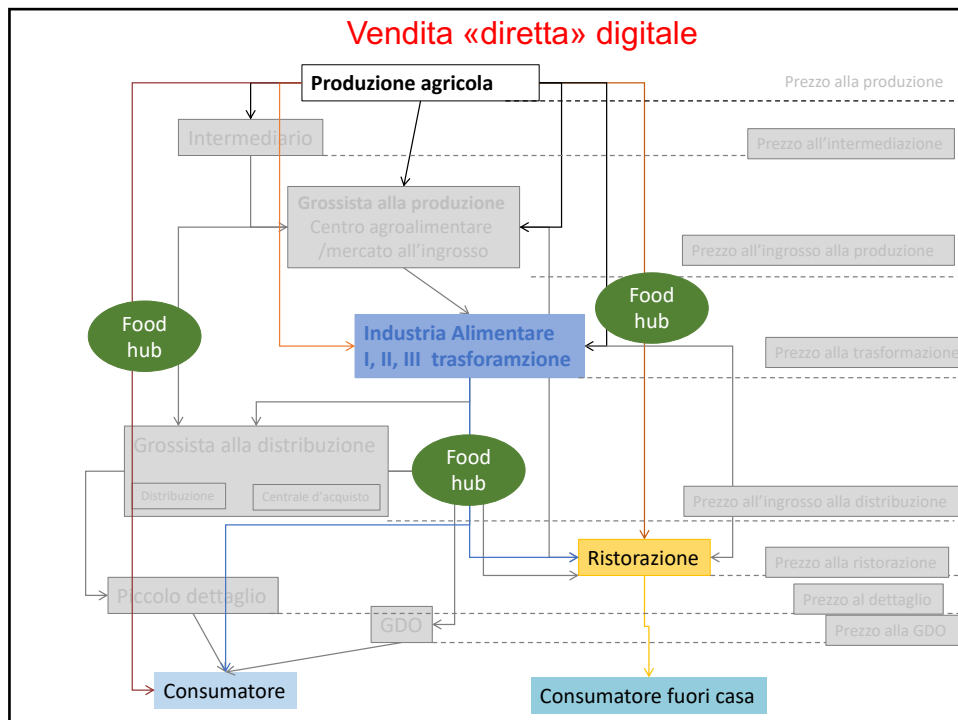 Vendita «diretta» digitale
Produzione agricola
Prezzo alla produzione
Intermediario
Prezzo all'intermediazione
Grossista alla produzione
Centro agroalimentare
/mercato all'ingrosso
Prezzo all'ingrosso alla produzione
Food
hub
Food
hub
Industria Alimentare
I, II, III trasforamzione
Prezzo alla trasformazione
Grossista alla distribuzione
Distribuzione
Centrale d'acquisto
Food
hub
Prezzo all'ingrosso alla distribuzione
Ristorazione
Prezzo alla ristorazione
Piccolo dettaglio
Prezzo al dettaglio
GDO
Prezzo alla GDO
Consumatore
Consumatore fuori casa